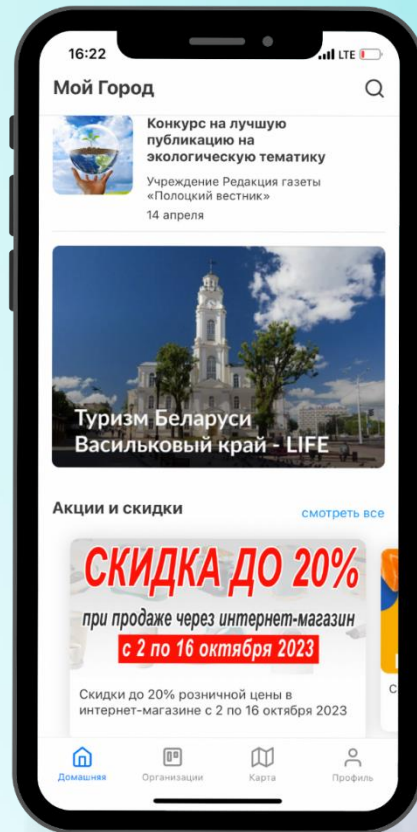 16:22
LTE
Мой Город
Конкурс на лучшую
публикацию на
экологическую тематику
Учреждение Редакция газеты
«Полоцкий вестник»
14 апреля
Туризм Беларуси
Васильковый край - LIFE
Акции и скидки
смотреть все
СКИДКА ДО 20%
при продаже через интернет-магазин
с 2 по 16 октября 2023
Скидки до 20% розничной цены в
интернет-магазине с 2 по 16 октября 2023
Домашняя
Организации
Карта
Профиль